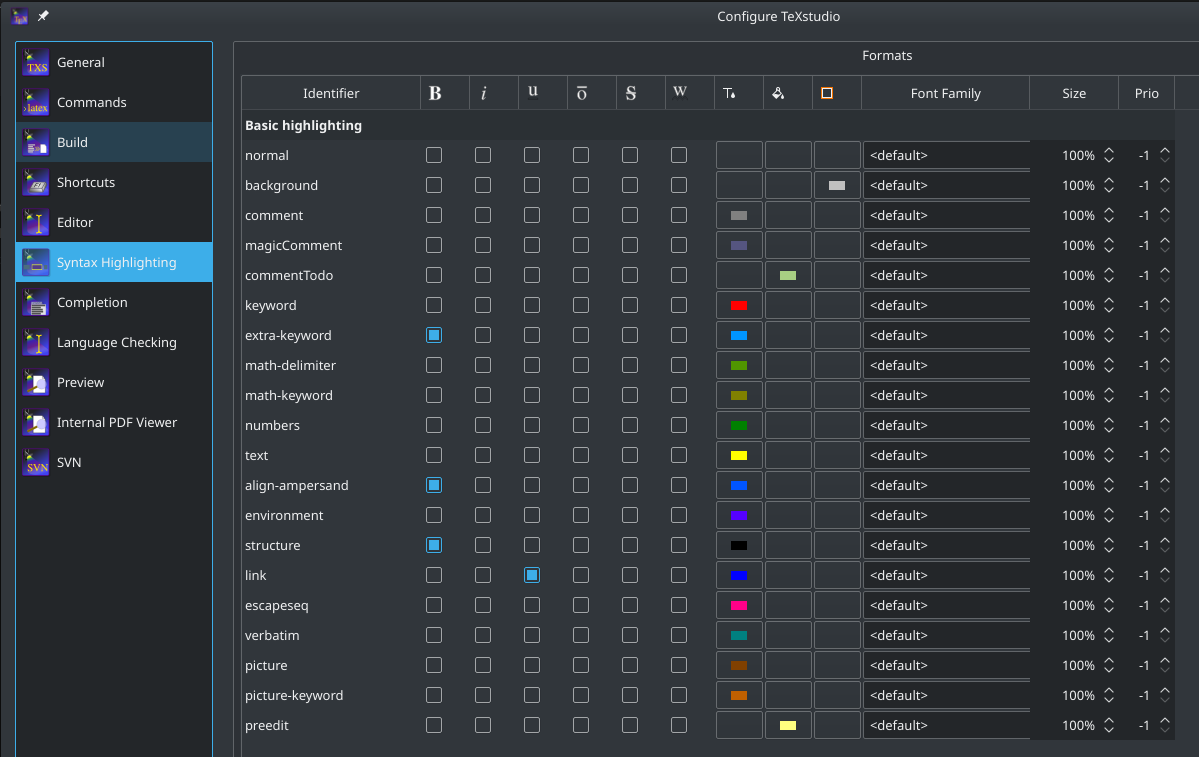 Configure TeXstudio
General
Commands
Build
Shortcuts
Editor
Syntax Highlighting
Completion
Language Checking
Preview
Internal PDF Viewer
SVN
Formats
Identifier B i u o S w T Font Family Size Prio
Basic highlighting
normal <default> 100% -1
background <default> 100% -1
comment <default> 100% -1
magicComment <default> 100% -1
commentTodo <default> 100% -1
keyword <default> 100% -1
extra-keyword <default> 100% -1
math-delimiter <default> 100% -1
math-keyword <default> 100% -1
numbers <default> 100% -1
text <default> 100% -1
align-ampersand <default> 100% -1
environment <default> 100% -1
structure <default> 100% -1
link <default> 100% -1
escapeseq <default> 100% -1
verbatim <default> 100% -1
picture <default> 100% -1
picture-keyword <default> 100% -1
preedit <default> 100% -1